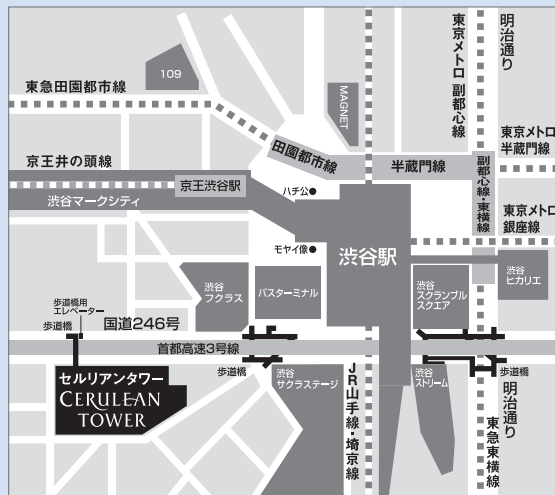 109
東急田園都市線
MAGNET
東京メトロ 副都心線
明治通り
東京メトロ
半蔵門線
田園都市線
半蔵門線
副都心線・東横線
京王井の頭線
京王渋谷駅
渋谷マークシティ
ハチ公
モヤイ像
渋谷駅
東京メトロ
銀座線
渋谷
フクラス
バスターミナル
渋谷
スクランブル
スクエア
渋谷
ヒカリエ
歩道橋用
エレベーター
歩道橋
国道246号
首都高速3号線
歩道橋
歩道橋
セルリアンタワー
CERULEAN
TOWER
渋谷
サクラステージ
JR山手線・埼京線
渋谷
ストリーム
東急東横線
明治通り